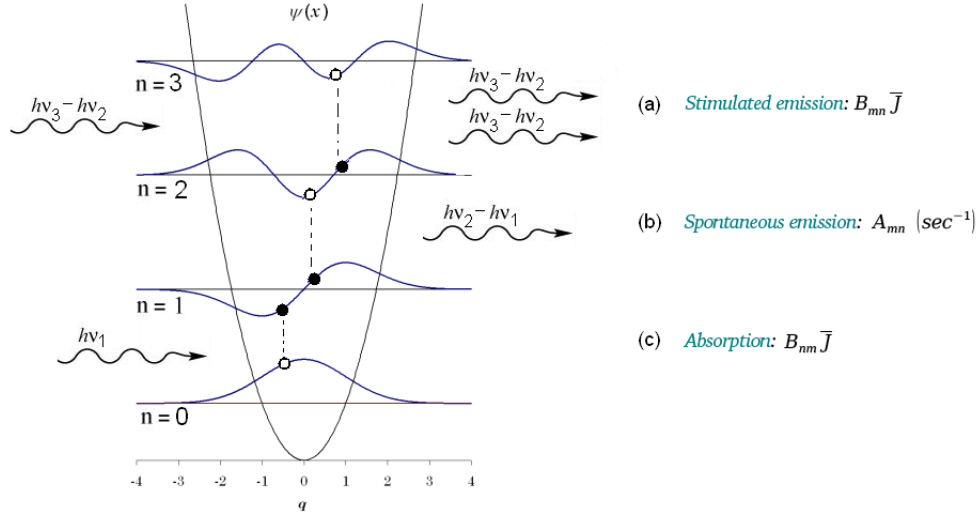 ψ(x)
n = 3
hν₃−hν₂
hν₃−hν₂
hν₃−hν₂
(a) Stimulated emission: Bₘₙ J̅
n = 2
hν₂−hν₁
(b) Spontaneous emission: Aₘₙ (sec⁻¹)
n = 1
hν₁
(c) Absorption: Bₙₘ J̅
n = 0
-4 -3 -2 -1 0 1 2 3 4
q